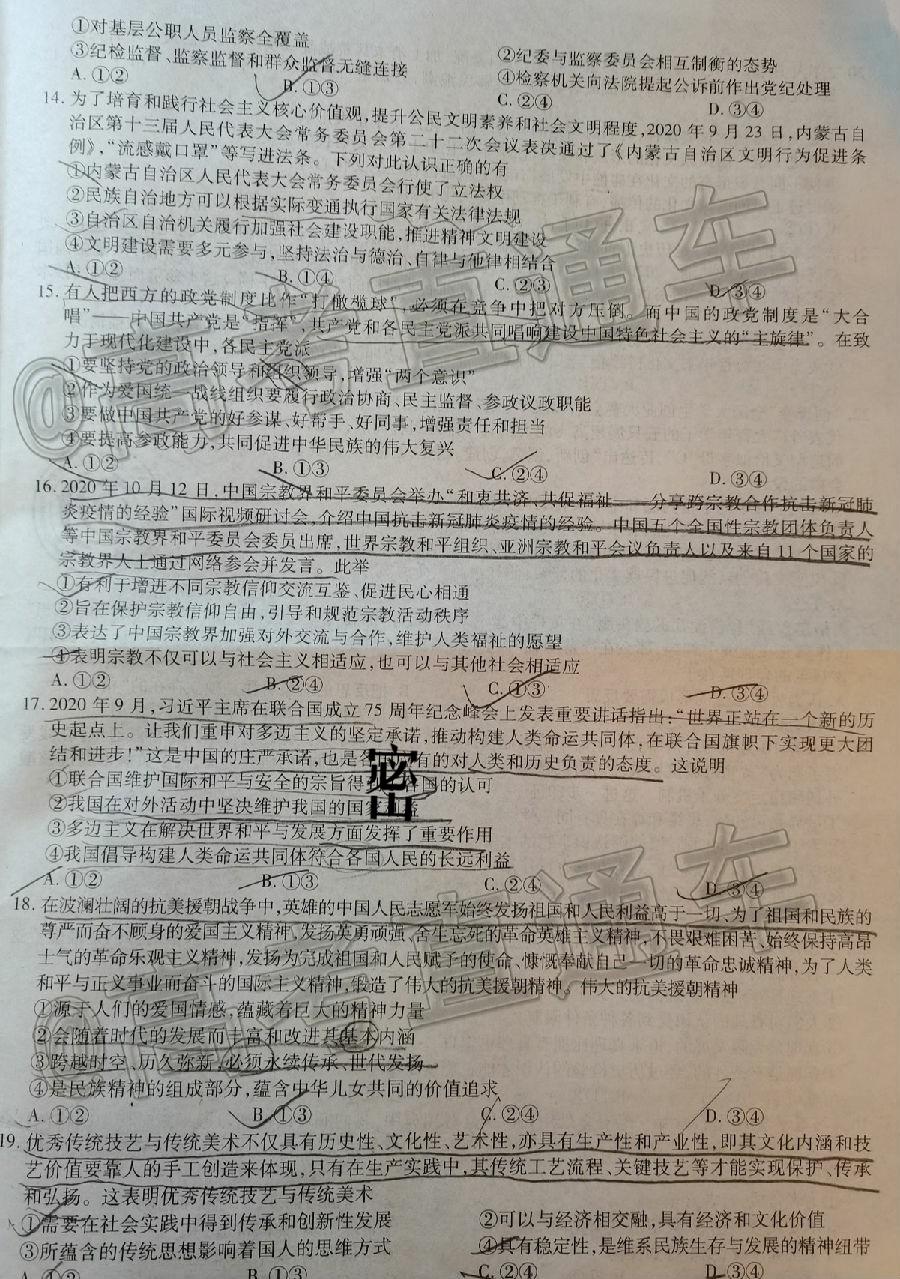 ①对基层公职人员监察全覆盖
②纪委与监察委员会相互制衡的态势
③纪检监督、监察监督和群众监督无缝连接
④检察机关向法院提起公诉前作出党纪处理
A. ①② B. ①③ C. ②④ D. ③④
14. 为了培育和践行社会主义核心价值观,提升公民文明素养和社会文明程度,2020年9月23日,内蒙古自
治区第十三届人民代表大会常务委员会第二十二次会议表决通过了《内蒙古自治区文明行为促进条
例》,“流感戴口罩”等写进法条。下列对此认识正确的有
①内蒙古自治区人民代表大会常务委员会行使了立法权
②民族自治地方可以根据实际变通执行国家有关法律法规
③自治区自治机关履行加强社会建设职能,推进精神文明建设
④文明建设需要多元参与,坚持法治与德治、自律与他律相结合
A. ①② B. ①④ C. ②③ D. ③④
15. 有人把西方的政党制度比作“打橄榄球”,必须在竞争中把对方压倒。而中国的政党制度是“大合
唱”——中国共产党是“指挥”,共产党和各民主党派共同唱响建设中国特色社会主义的“主旋律”。在致
力于现代化建设中,各民主党派
①要坚持党的政治领导和组织领导,增强“两个意识”
②作为爱国统一战线组织要履行政治协商、民主监督、参政议政职能
③要做中国共产党的好参谋、好帮手、好同事,增强责任和担当
④要提高参政能力,共同促进中华民族的伟大复兴
A. ①② B. ①③ C. ②④ D. ③④
16. 2020年10月12日,中国宗教界和平委员会举办“和衷共济、共促福祉——分享跨宗教合作抗击新冠肺
炎疫情的经验”国际视频研讨会,介绍中国抗击新冠肺炎疫情的经验。中国五个全国性宗教团体负责人
等中国宗教界和平委员会委员出席,世界宗教和平组织、亚洲宗教和平会议负责人以及来自11个国家的
宗教界人士通过网络参会并发言。此举
①有利于增进不同宗教信仰交流互鉴、促进民心相通
②旨在保护宗教信仰自由,引导和规范宗教活动秩序
③表达了中国宗教界加强对外交流与合作,维护人类福祉的愿望
④表明宗教不仅可以与社会主义相适应,也可以与其他社会相适应
A. ①② B. ②④ C. ①③ D. ③④
17. 2020年9月,习近平主席在联合国成立75周年纪念峰会上发表重要讲话指出:“世界正站在一个新的历
史起点上。让我们重申对多边主义的坚定承诺,推动构建人类命运共同体,在联合国旗帜下实现更大团
结和进步!”这是中国的庄严承诺,也是各 有的对人类和历史负责的态度。这说明
①联合国维护国际和平与安全的宗旨得 国的认可
②我国在对外活动中坚决维护我国的国 益
③多边主义在解决世界和平与发展方面发挥了重要作用
④我国倡导构建人类命运共同体符合各国人民的长远利益
A. ①② B. ①③ C. ②④ D. ③④
密
18. 在波澜壮阔的抗美援朝战争中,英雄的中国人民志愿军始终发扬祖国和人民利益高于一切、为了祖国和民族的
尊严而奋不顾身的爱国主义精神,发扬英勇顽强、舍生忘死的革命英雄主义精神,不畏艰难困苦、始终保持高昂
士气的革命乐观主义精神,发扬为完成祖国和人民赋予的使命、慷慨奉献自己一切的革命忠诚精神,为了人类
和平与正义事业而奋斗的国际主义精神,锻造了伟大的抗美援朝精神。伟大的抗美援朝精神
①源于人们的爱国情感,蕴藏着巨大的精神力量
②会随着时代的发展而丰富和改进其基本内涵
③跨越时空、历久弥新,必须永续传承、世代发扬
④是民族精神的组成部分,蕴含中华儿女共同的价值追求
A. ①② B. ①③ C. ②④ D. ③④
19. 优秀传统技艺与传统美术不仅具有历史性、文化性、艺术性,亦具有生产性和产业性,即其文化内涵和技
艺价值要靠人的手工创造来体现,只有在生产实践中,其传统工艺流程、关键技艺等才能实现保护、传承
和弘扬。这表明优秀传统技艺与传统美术
①需要在社会实践中得到传承和创新性发展
②可以与经济相交融,具有经济和文化价值
③所蕴含的传统思想影响着国人的思维方式
④具有稳定性,是维系民族生存与发展的精神纽带
A. ①② B. ①③ C. ②④ D. ③④
@高考直通车
@高考直通车